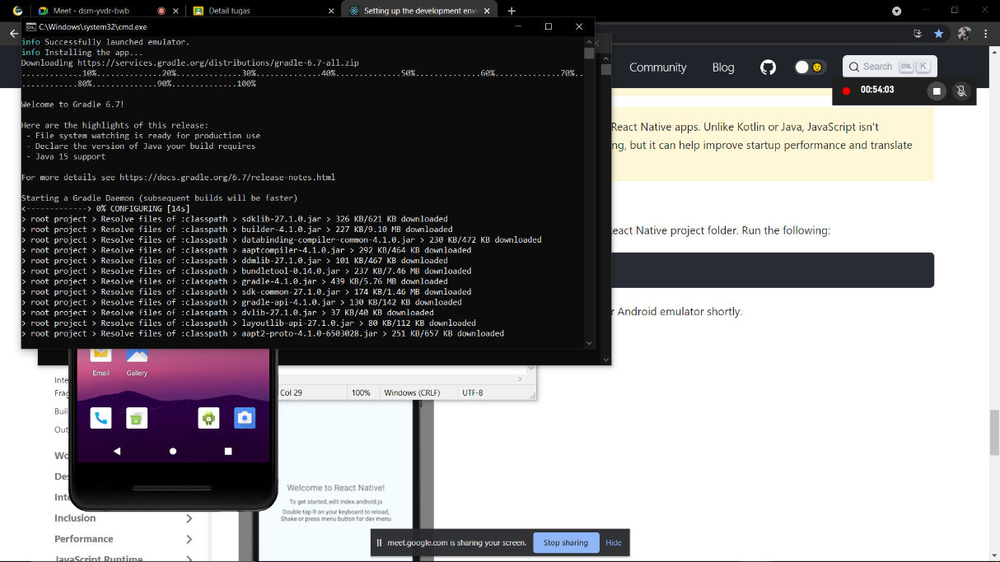 Meet - dsm-yvdr-bwb
Detail tugas
Setting up the development envi
C:\Windows\system32\cmd.exe
info Successfully launched emulator.
info Installing the app...
Downloading https://services.gradle.org/distributions/gradle-6.7-all.zip
.............10%.............20%.............30%..............40%.............50%.............60%.............70%..
............80%.............90%..............100%
Welcome to Gradle 6.7!
Here are the highlights of this release:
- File system watching is ready for production use
- Declare the version of Java your build requires
- Java 15 support
For more details see https://docs.gradle.org/6.7/release-notes.html
Starting a Gradle Daemon (subsequent builds will be faster)
<-------------> 0% CONFIGURING [14s]
> root project > Resolve files of :classpath > sdklib-27.1.0.jar > 326 KB/621 KB downloaded
> root project > Resolve files of :classpath > builder-4.1.0.jar > 227 KB/9.10 MB downloaded
> root project > Resolve files of :classpath > databinding-compiler-common-4.1.0.jar > 230 KB/472 KB downloaded
> root project > Resolve files of :classpath > aaptcompiler-4.1.0.jar > 292 KB/464 KB downloaded
> root project > Resolve files of :classpath > ddmlib-27.1.0.jar > 101 KB/467 KB downloaded
> root project > Resolve files of :classpath > bundletool-0.14.0.jar > 237 KB/7.46 MB downloaded
> root project > Resolve files of :classpath > gradle-4.1.0.jar > 439 KB/5.76 MB downloaded
> root project > Resolve files of :classpath > sdk-common-27.1.0.jar > 174 KB/1.46 MB downloaded
> root project > Resolve files of :classpath > gradle-api-4.1.0.jar > 130 KB/142 KB downloaded
> root project > Resolve files of :classpath > dvlib-27.1.0.jar > 37 KB/40 KB downloaded
> root project > Resolve files of :classpath > layoutlib-api-27.1.0.jar > 80 KB/112 KB downloaded
> root project > Resolve files of :classpath > aapt2-proto-4.1.0-6503028.jar > 251 KB/657 KB downloaded
Community
Blog
Search CTRL K
00:54:03
React Native apps. Unlike Kotlin or Java, JavaScript isn't
ng, but it can help improve startup performance and translate
React Native project folder. Run the following:
r Android emulator shortly.
Email
Gallery
Col 29
100%
Windows (CRLF)
UTF-8
Inte
Frag
Buil
Out
Wo
Des
Inte
Inclusion
Performance
JavaScript Runtime
Welcome to React Native!
To get started, edit index.android.js
Double tap R on your keyboard to reload,
Shake or press menu button for dev menu
meet.google.com is sharing your screen.
Stop sharing
Hide